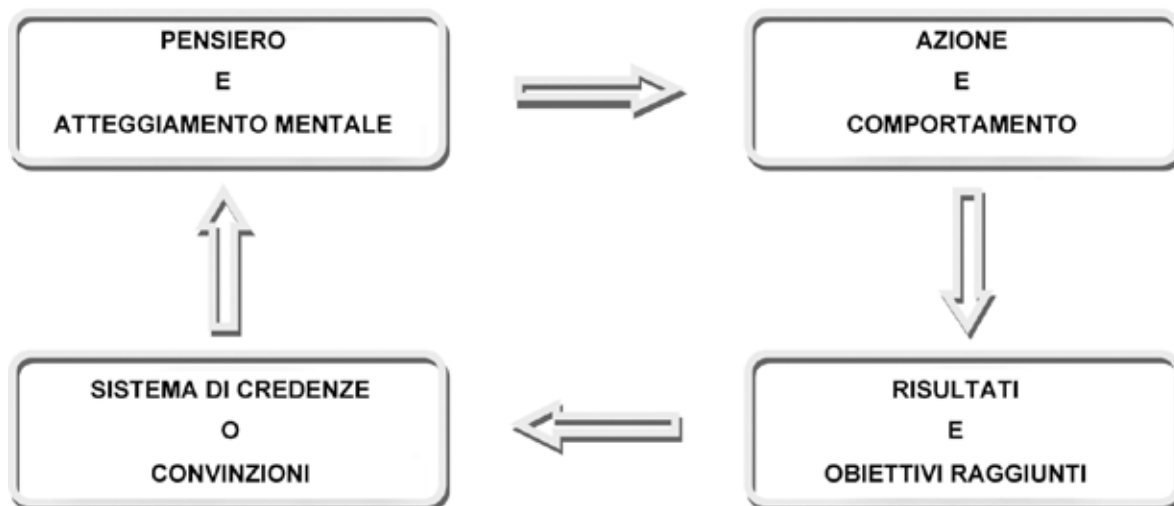 PENSIERO
E
ATTEGGIAMENTO MENTALE
AZIONE
E
COMPORTAMENTO
RISULTATI
E
OBIETTIVI RAGGIUNTI
SISTEMA DI CREDENZE
O
CONVINZIONI